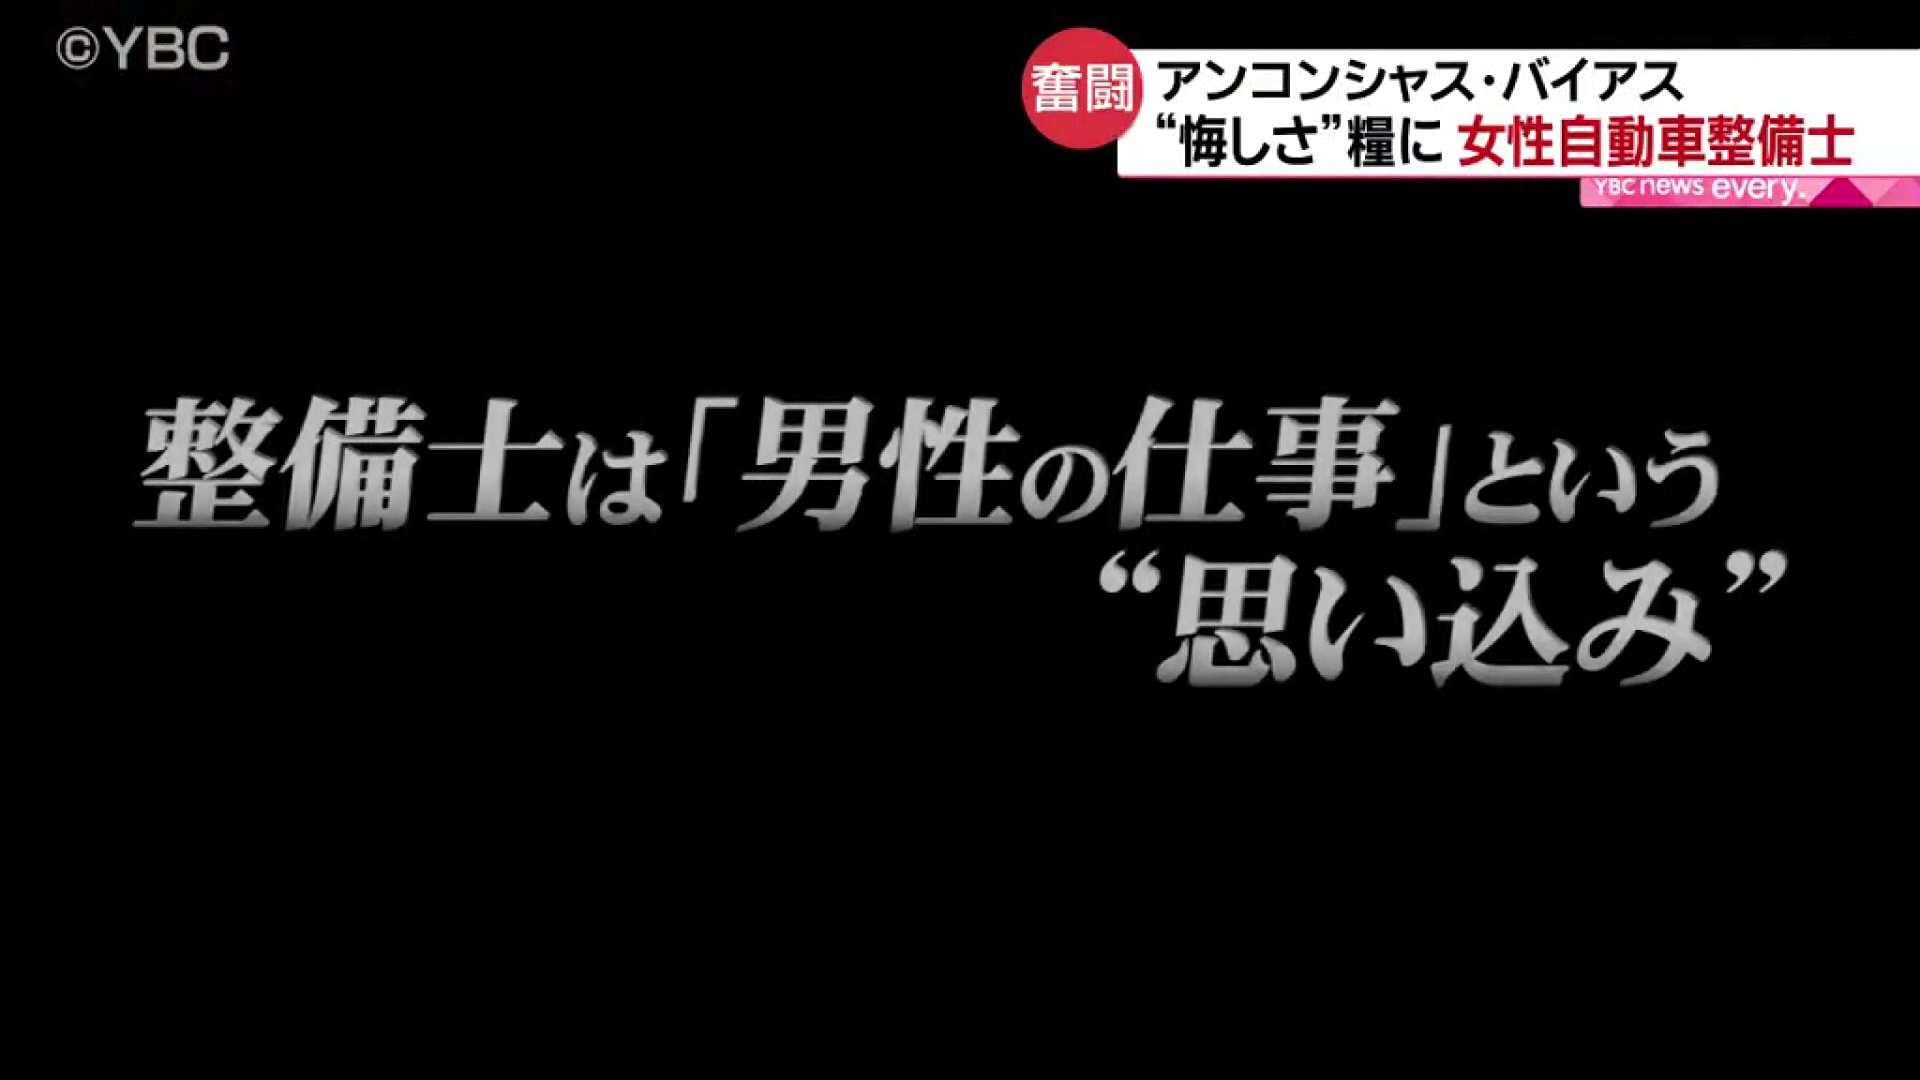 ©YBC
奮闘
アンコンシャス・バイアス
“悔しさ”糧に 女性自動車整備士
YBC news every.
整備士は「男性の仕事」という
“思い込み”